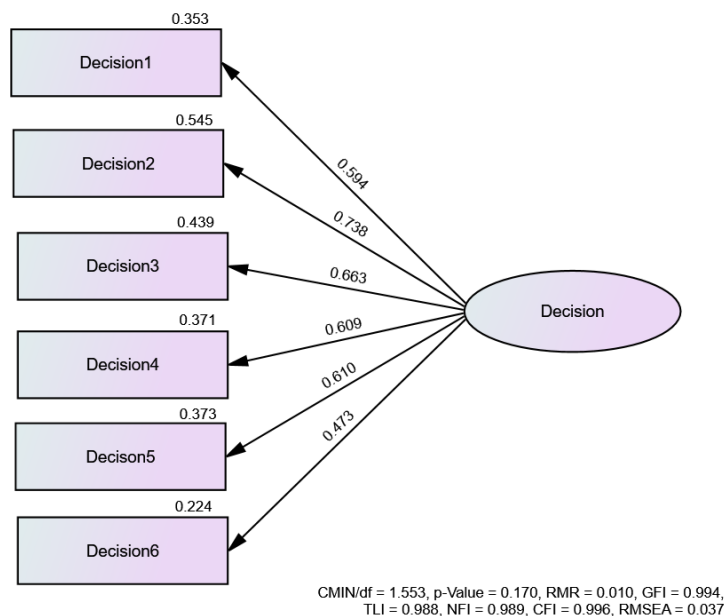 0.353
Decision1
0.594
0.545
Decision2
0.738
0.439
Decision3
0.663
Decision
0.371
Decision4
0.609
0.373
Decison5
0.610
0.224
Decision6
0.473
CMIN/df = 1.553, p-Value = 0.170, RMR = 0.010, GFI = 0.994,
TLI = 0.988, NFI = 0.989, CFI = 0.996, RMSEA = 0.037